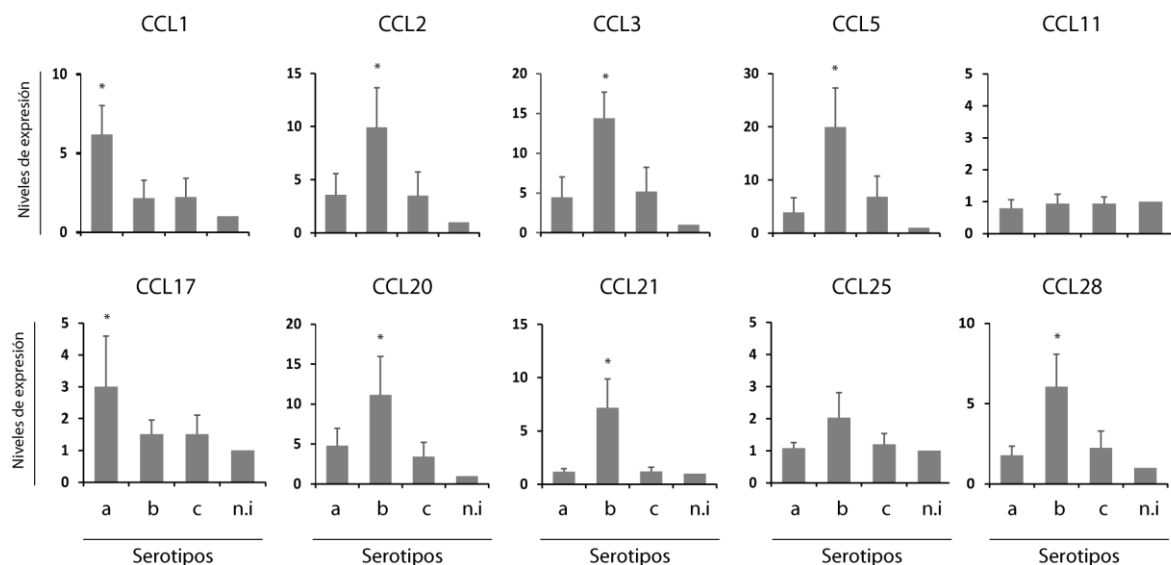 CCL1 CCL2 CCL3 CCL5 CCL11
Niveles de expresión
10 5 0
*
15 10 5 0
*
20 15 10 5 0
*
30 20 10 0
*
5 4 3 2 1 0
CCL17 CCL20 CCL21 CCL25 CCL28
Niveles de expresión
5 4 3 2 1 0
*
20 15 10 5 0
*
15 10 5 0
*
5 4 3 2 1 0
10 5 0
*
a b c n.i a b c n.i a b c n.i a b c n.i a b c n.i
Serotipos Serotipos Serotipos Serotipos Serotipos